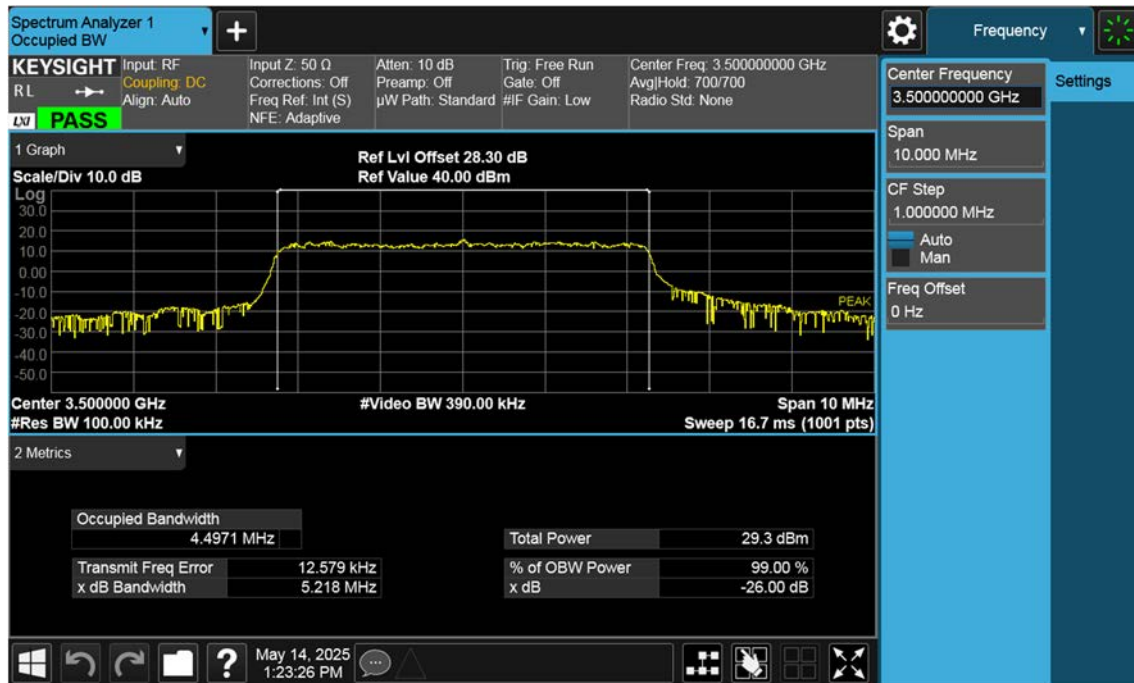 Spectrum Analyzer 1
Occupied BW
+
Frequency
KEYSIGHT
R L
LXI PASS
Input: RF
Coupling: DC
Align: Auto
Input Z: 50 Ω
Corrections: Off
Freq Ref: Int (S)
NFE: Adaptive
Atten: 10 dB
Preamp: Off
µW Path: Standard
Trig: Free Run
Gate: Off
#IF Gain: Low
Center Freq: 3.500000000 GHz
Avg|Hold: 700/700
Radio Std: None
Center Frequency
3.500000000 GHz
Settings
Span
10.000 MHz
CF Step
1.000000 MHz
Auto
Man
Freq Offset
0 Hz
1 Graph
Scale/Div 10.0 dB
Ref Lvl Offset 28.30 dB
Ref Value 40.00 dBm
Log
30.0
20.0
10.0
0.00
-10.0
-20.0
-30.0
-40.0
-50.0
PEAK
Center 3.500000 GHz
#Res BW 100.00 kHz
#Video BW 390.00 kHz
Span 10 MHz
Sweep 16.7 ms (1001 pts)
2 Metrics
Occupied Bandwidth
4.4971 MHz
Total Power 29.3 dBm
Transmit Freq Error 12.579 kHz
% of OBW Power 99.00 %
x dB Bandwidth 5.218 MHz
x dB -26.00 dB
?
May 14, 2025
1:23:26 PM